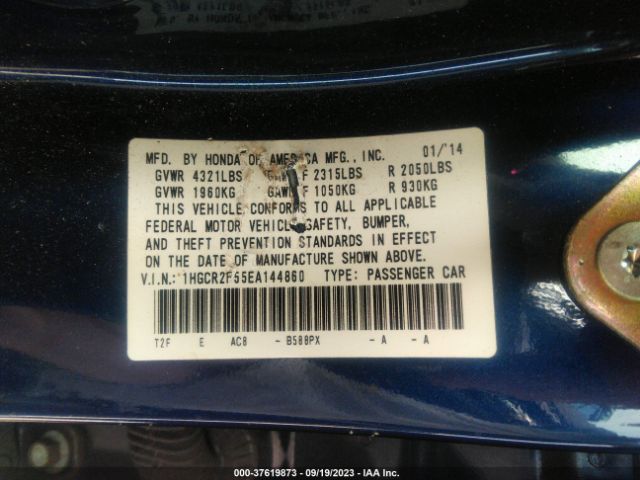 MFD. BY HONDA OF AMERICA MFG., INC. 01/'14
GVWR 4321LBS GAWR F 2315LBS R 2050LBS
GVWR 1960KG GAWR F 1050KG R 930KG
THIS VEHICLE CONFORMS TO ALL APPLICABLE
FEDERAL MOTOR VEHICLE SAFETY, BUMPER,
AND THEFT PREVENTION STANDARDS IN EFFECT
ON THE DATE OF MANUFACTURE SHOWN ABOVE.
V.I.N.: 1HGCR2F55EA144860 TYPE: PASSENGER CAR
T2F E AC8 - B588PX - A - A
000-37619873 - 09/19/2023 - IAA Inc.